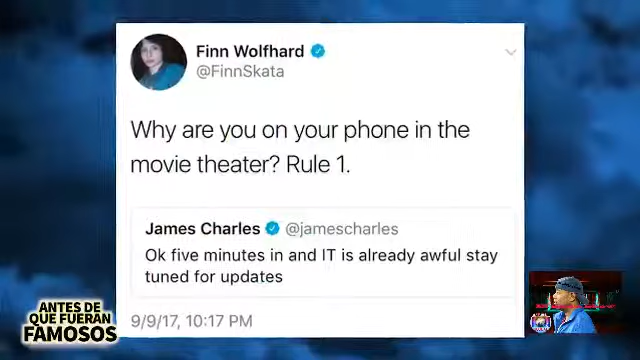 Finn Wolfhard
@FinnSkata
Why are you on your phone in the
movie theater? Rule 1.
James Charles @jamescharles
Ok five minutes in and IT is already awful stay
tuned for updates
9/9/17, 10:17 PM
ANTES DE
QUE FUERAN
FAMOSOS